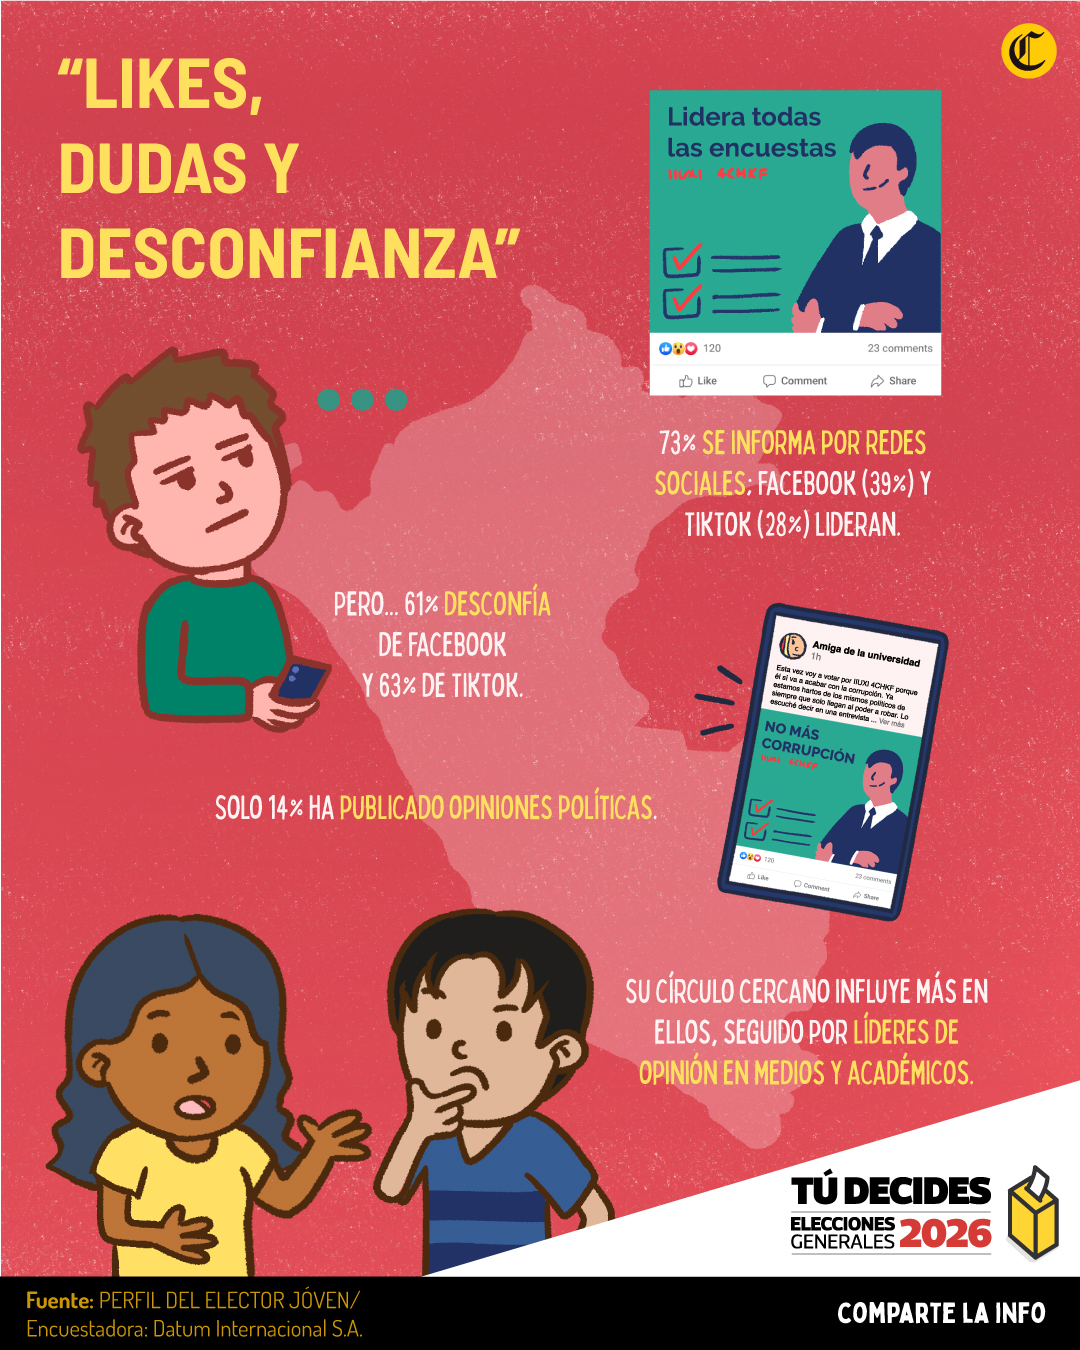 “LIKES,
DUDAS Y
DESCONFIANZA”
C
Lidera todas
las encuestas
IIUXI 4CHKF
120
23 comments
Like
Comment
Share
73% SE INFORMA POR REDES
SOCIALES; FACEBOOK (39%) Y
TIKTOK (28%) LIDERAN.
PERO... 61% DESCONFÍA
DE FACEBOOK
Y 63% DE TIKTOK.
Amiga de la universidad
1h
Esta vez voy a votar por IIUXI 4CHKF porque
él si va a acabar con la corrupción. Ya
estamos hartos de los mismos políticos de
siempre que solo llegan al poder a robar. Lo
escuché decir en una entrevista ... Ver más
NO MÁS
CORRUPCIÓN
IIUXI 4CHKF
120
23 comments
Like
Comment
Share
SOLO 14% HA PUBLICADO OPINIONES POLÍTICAS.
SU CÍRCULO CERCANO INFLUYE MÁS EN
ELLOS, SEGUIDO POR LÍDERES DE
OPINIÓN EN MEDIOS Y ACADÉMICOS.
TÚ DECIDES
ELECCIONES
GENERALES 2026
Fuente: PERFIL DEL ELECTOR JÓVEN/
Encuestadora: Datum Internacional S.A.
COMPARTE LA INFO